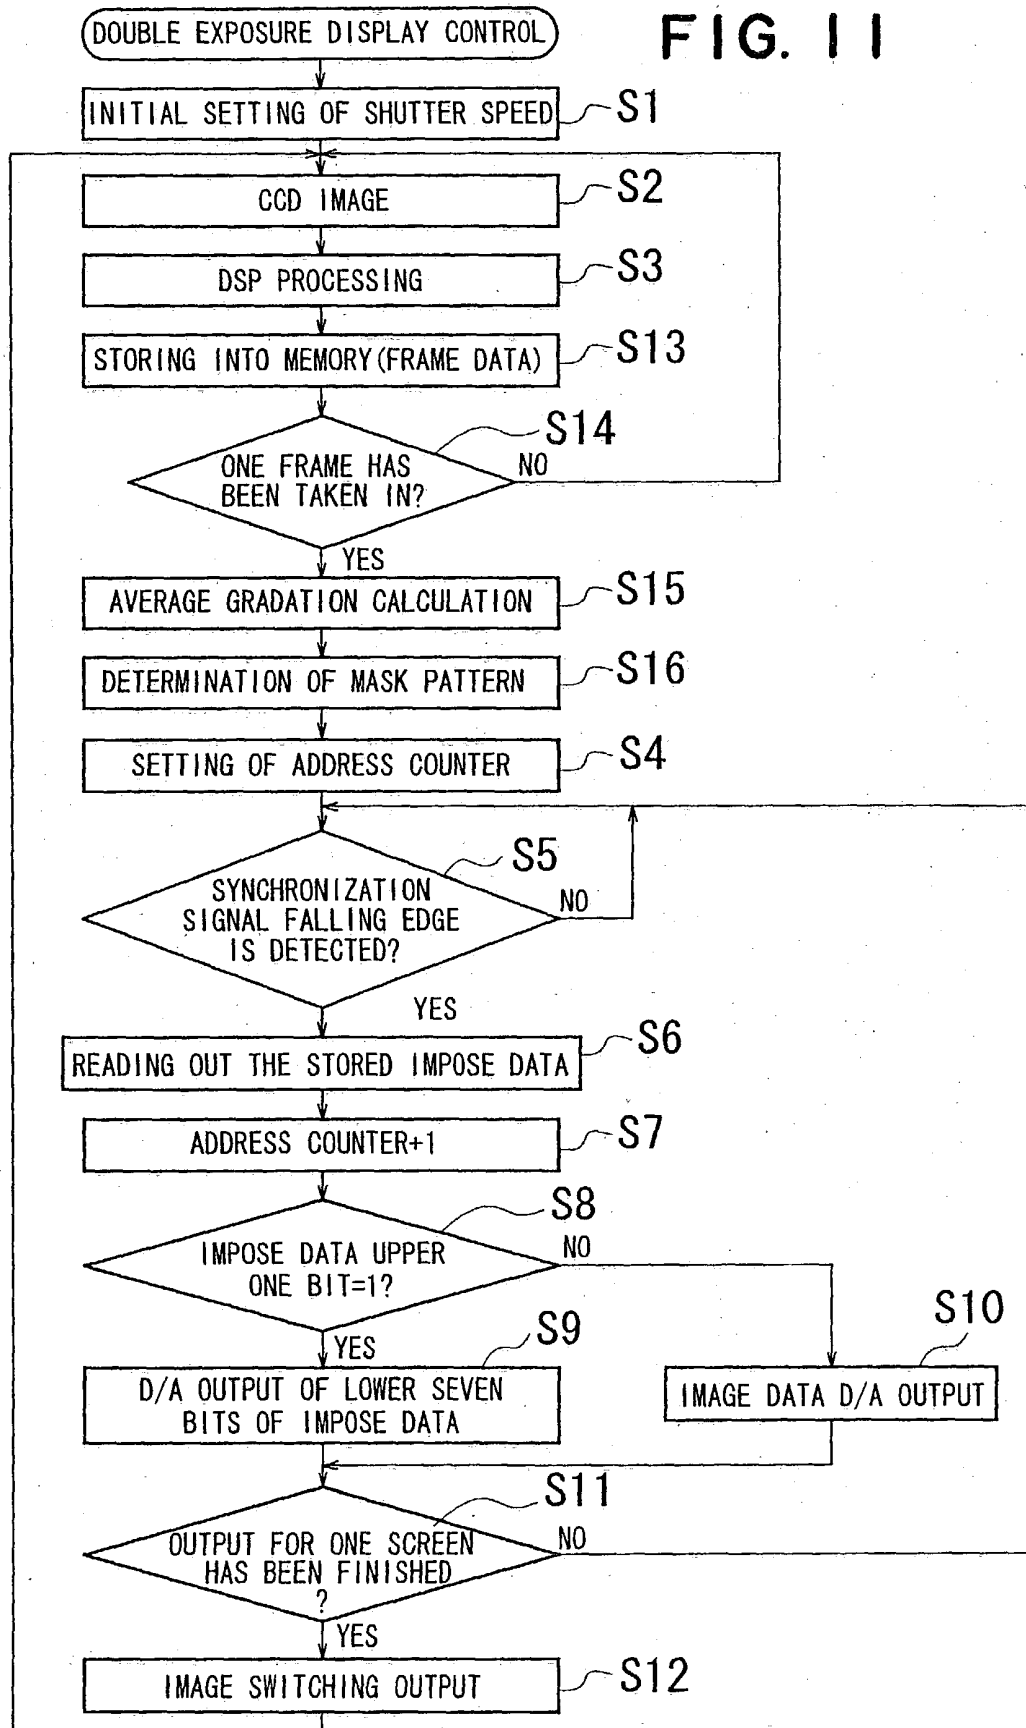 FIG. 11
DOUBLE EXPOSURE DISPLAY CONTROL
INITIAL SETTING OF SHUTTER SPEED
S1
CCD IMAGE
S2
DSP PROCESSING
S3
STORING INTO MEMORY(FRAME DATA)
S13
ONE FRAME HAS
BEEN TAKEN IN?
S14
NO
YES
AVERAGE GRADATION CALCULATION
S15
DETERMINATION OF MASK PATTERN
S16
SETTING OF ADDRESS COUNTER
S4
SYNCHRONIZATION
SIGNAL FALLING EDGE
IS DETECTED?
S5
NO
YES
READING OUT THE STORED IMPOSE DATA
S6
ADDRESS COUNTER+1
S7
IMPOSE DATA UPPER
ONE BIT=1?
S8
NO
YES
D/A OUTPUT OF LOWER SEVEN
BITS OF IMPOSE DATA
S9
IMAGE DATA D/A OUTPUT
S10
OUTPUT FOR ONE SCREEN
HAS BEEN FINISHED
?
S11
NO
YES
IMAGE SWITCHING OUTPUT
S12